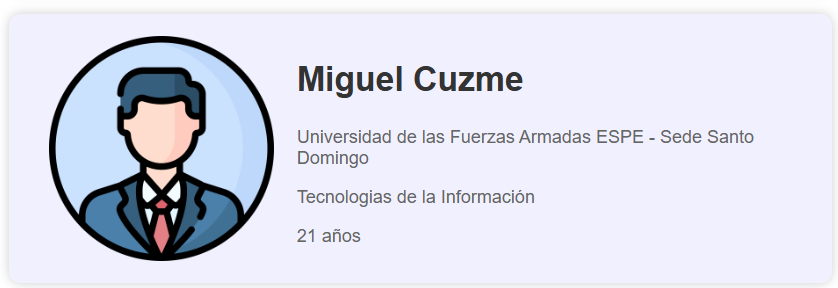 Miguel Cuzme
Universidad de las Fuerzas Armadas ESPE - Sede Santo
Domingo
Tecnologias de la Información
21 años